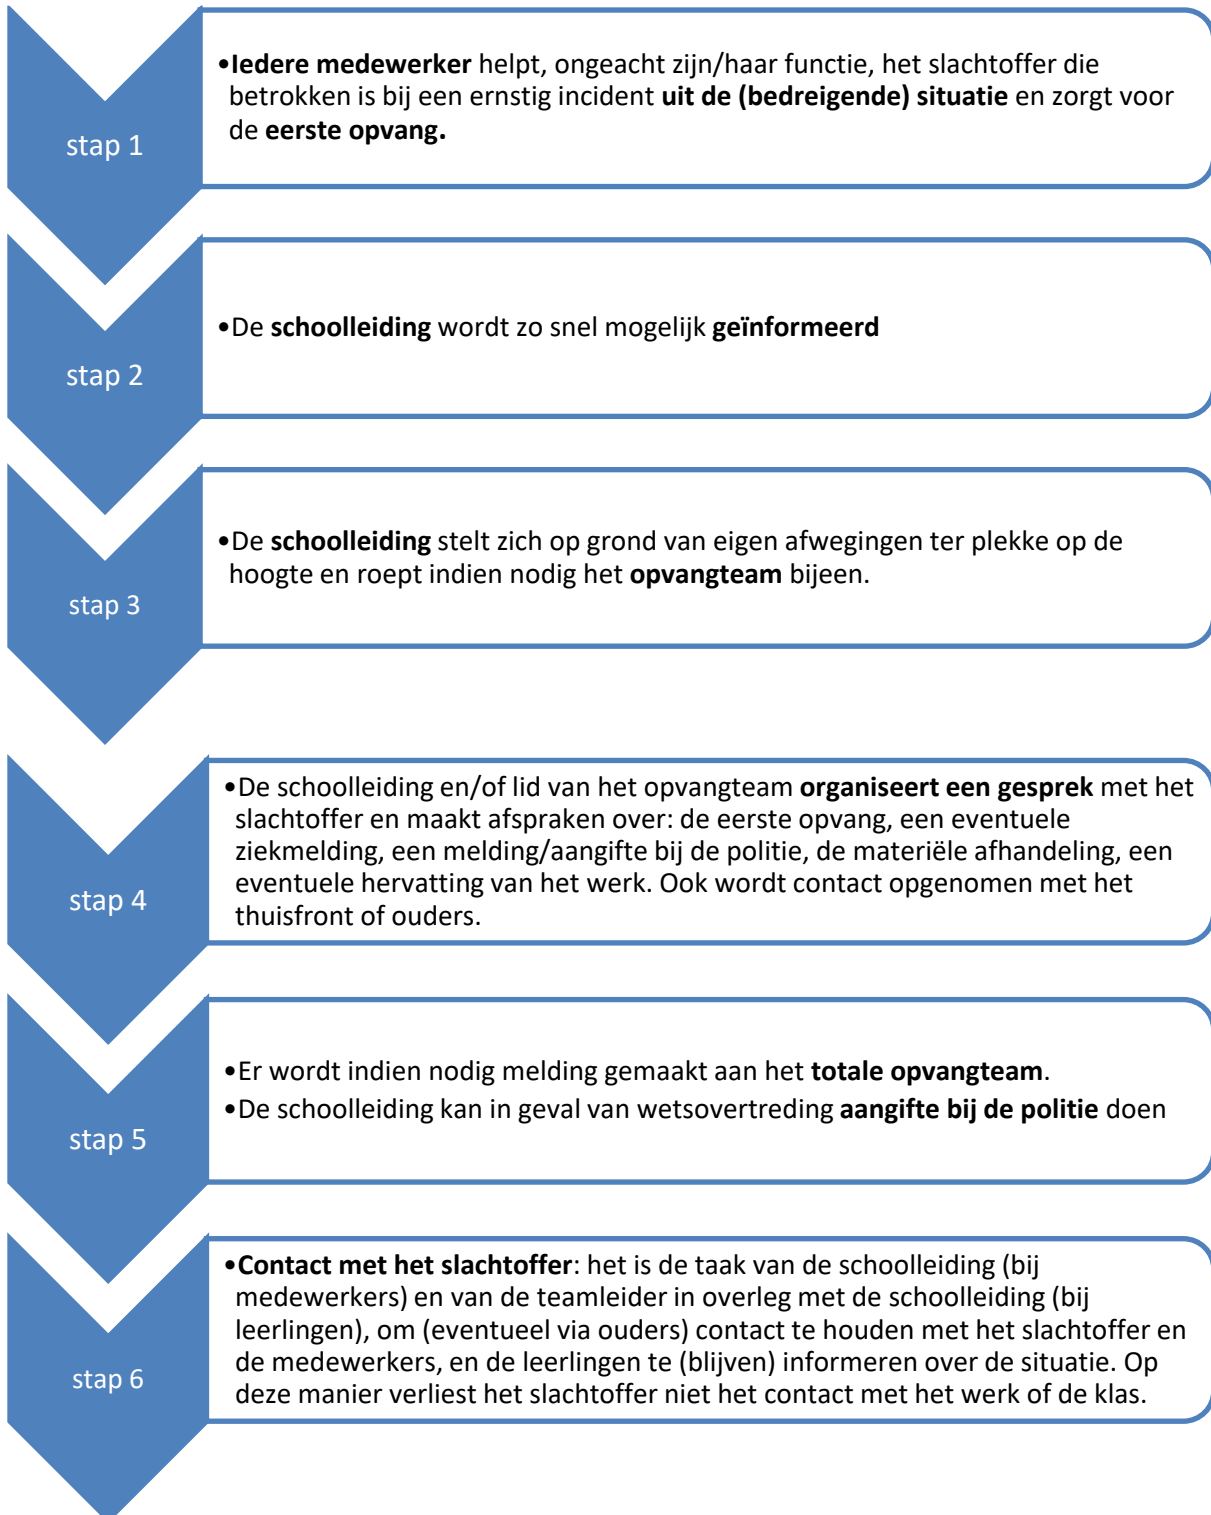 stap 1
•Iedere medewerker helpt, ongeacht zijn/haar functie, het slachtoffer die
betrokken is bij een ernstig incident uit de (bedreigende) situatie en zorgt voor
de eerste opvang.
stap 2
•De schoolleiding wordt zo snel mogelijk geïnformeerd
stap 3
•De schoolleiding stelt zich op grond van eigen afwegingen ter plekke op de
hoogte en roept indien nodig het opvangteam bijeen.
stap 4
•De schoolleiding en/of lid van het opvangteam organiseert een gesprek met het
slachtoffer en maakt afspraken over: de eerste opvang, een eventuele
ziekmelding, een melding/aangifte bij de politie, de materiële afhandeling, een
eventuele hervatting van het werk. Ook wordt contact opgenomen met het
thuisfront of ouders.
stap 5
•Er wordt indien nodig melding gemaakt aan het totale opvangteam.
•De schoolleiding kan in geval van wetsovertreding aangifte bij de politie doen
stap 6
•Contact met het slachtoffer: het is de taak van de schoolleiding (bij
medewerkers) en van de teamleider in overleg met de schoolleiding (bij
leerlingen), om (eventueel via ouders) contact te houden met het slachtoffer en
de medewerkers, en de leerlingen te (blijven) informeren over de situatie. Op
deze manier verliest het slachtoffer niet het contact met het werk of de klas.